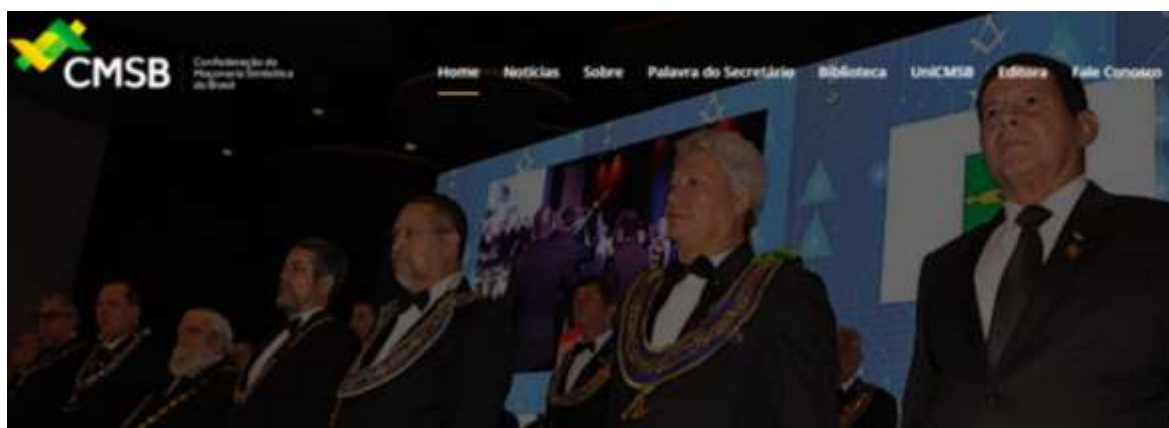 CMSB
Confederação da
Maçonaria Simbólica
do Brasil
Home Notícias Sobre Palavra do Secretário Biblioteca UniCMSB Editora Fale Conosco